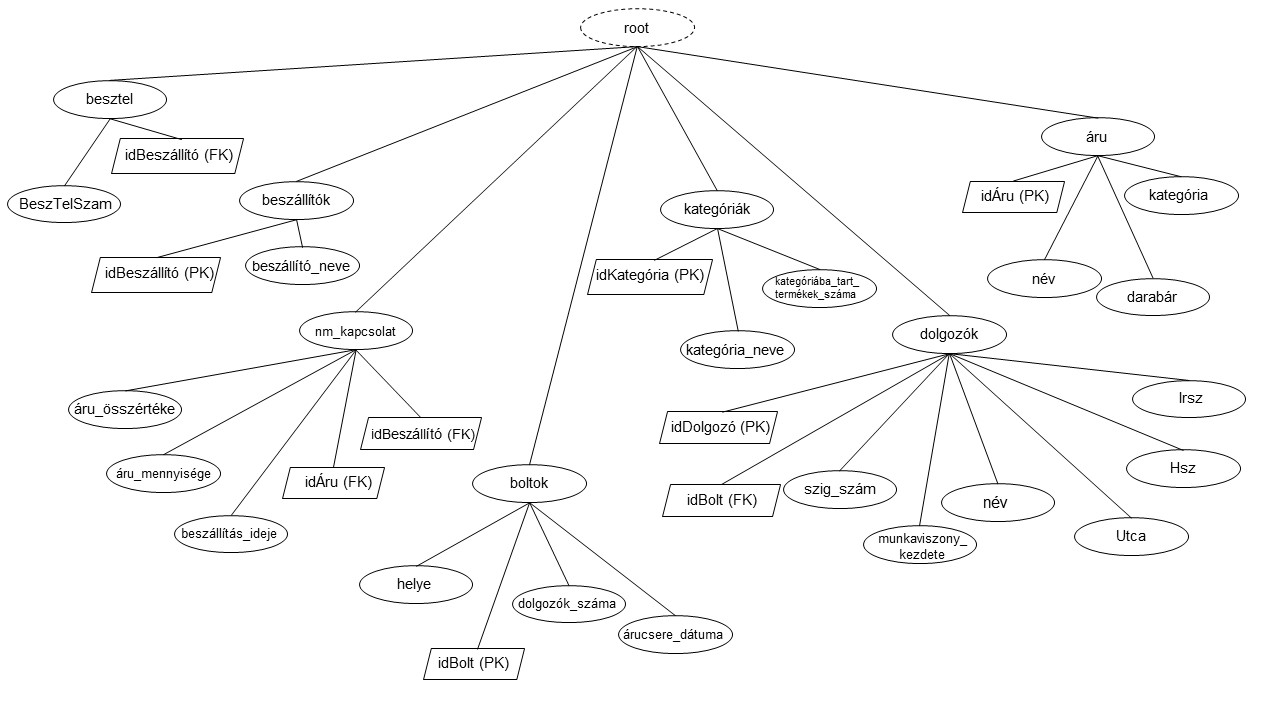 root
besztel
idBeszállító (FK)
BeszTelSzam
beszállítók
idBeszállító (PK)
beszállító_neve
nm_kapcsolat
áru_összértéke
áru_mennyisége
beszállítás_ideje
idÁru (FK)
idBeszállító (FK)
boltok
helye
idBolt (PK)
dolgozók_száma
árucsere_dátuma
kategóriák
idKategória (PK)
kategória_neve
kategóriába_tart_
termékek_száma
dolgozók
idDolgozó (PK)
idBolt (FK)
szig_szám
munkaviszony_
kezdete
név
Utca
Hsz
Irsz
áru
idÁru (PK)
név
darabár
kategória